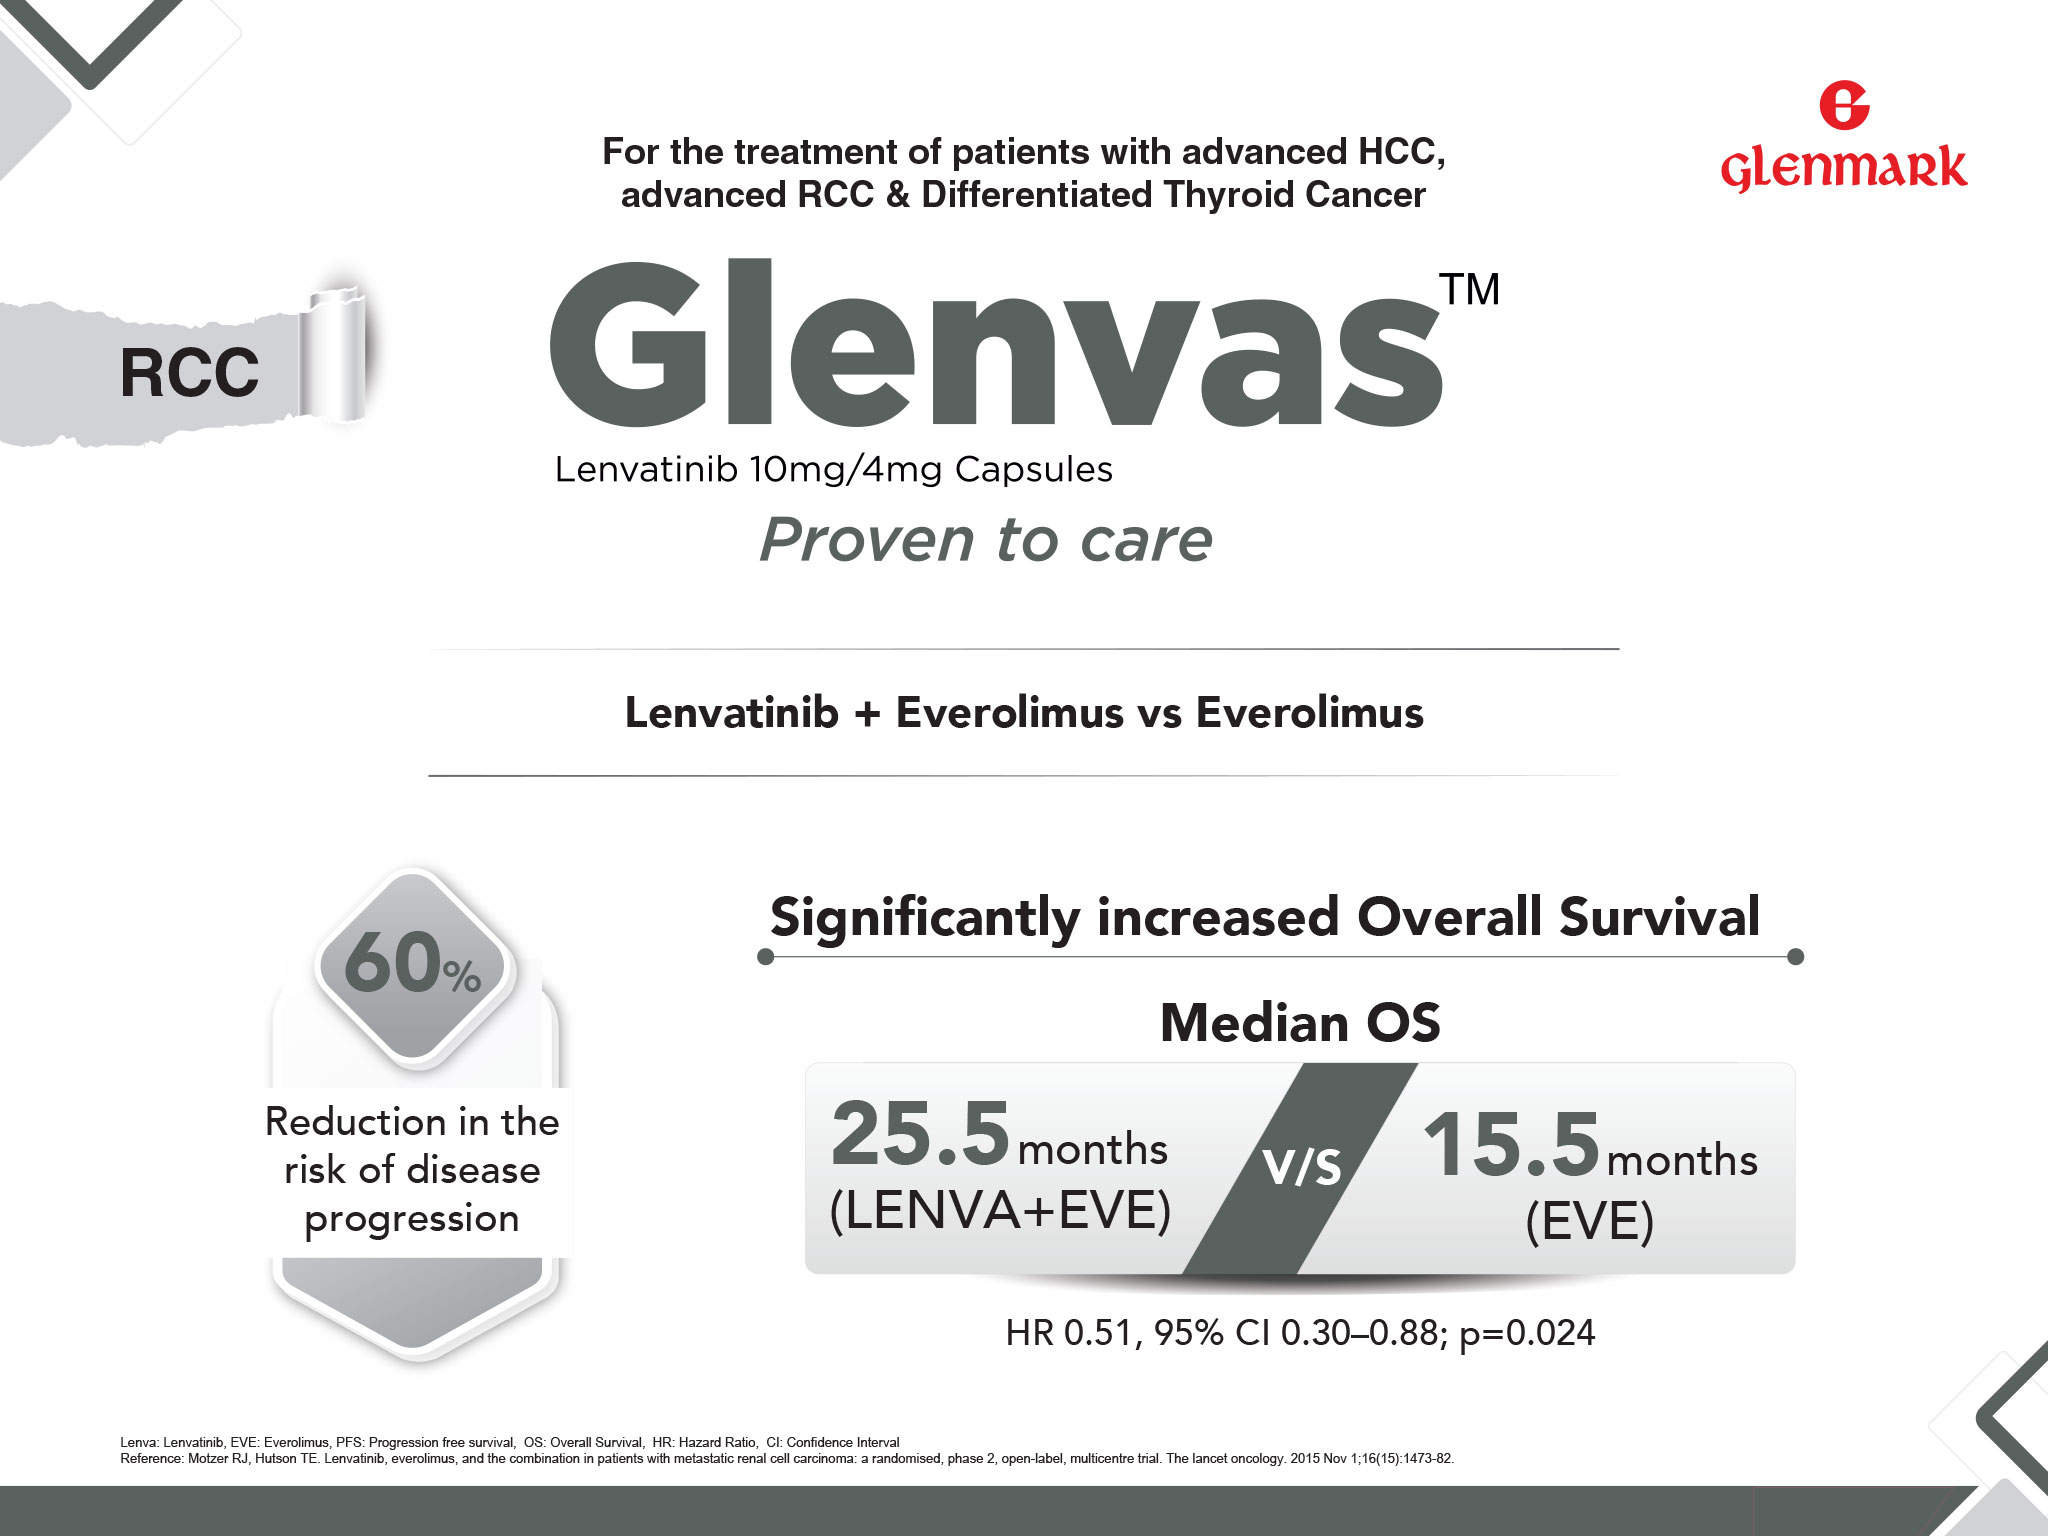 glenmark
For the treatment of patients with advanced HCC,
advanced RCC & Differentiated Thyroid Cancer
RCC
Glenvas™
Lenvatinib 10mg/4mg Capsules
Proven to care
Lenvatinib + Everolimus vs Everolimus
60%
Reduction in the
risk of disease
progression
Significantly increased Overall Survival
Median OS
25.5 months
(LENVA+EVE)
V/S
15.5 months
(EVE)
HR 0.51, 95% CI 0.30–0.88; p=0.024
Lenva: Lenvatinib, EVE: Everolimus, PFS: Progression free survival, OS: Overall Survival, HR: Hazard Ratio, CI: Confidence Interval
Reference: Motzer RJ, Hutson TE. Lenvatinib, everolimus, and the combination in patients with metastatic renal cell carcinoma: a randomised, phase 2, open-label, multicentre trial. The lancet oncology. 2015 Nov 1;16(15):1473-82.